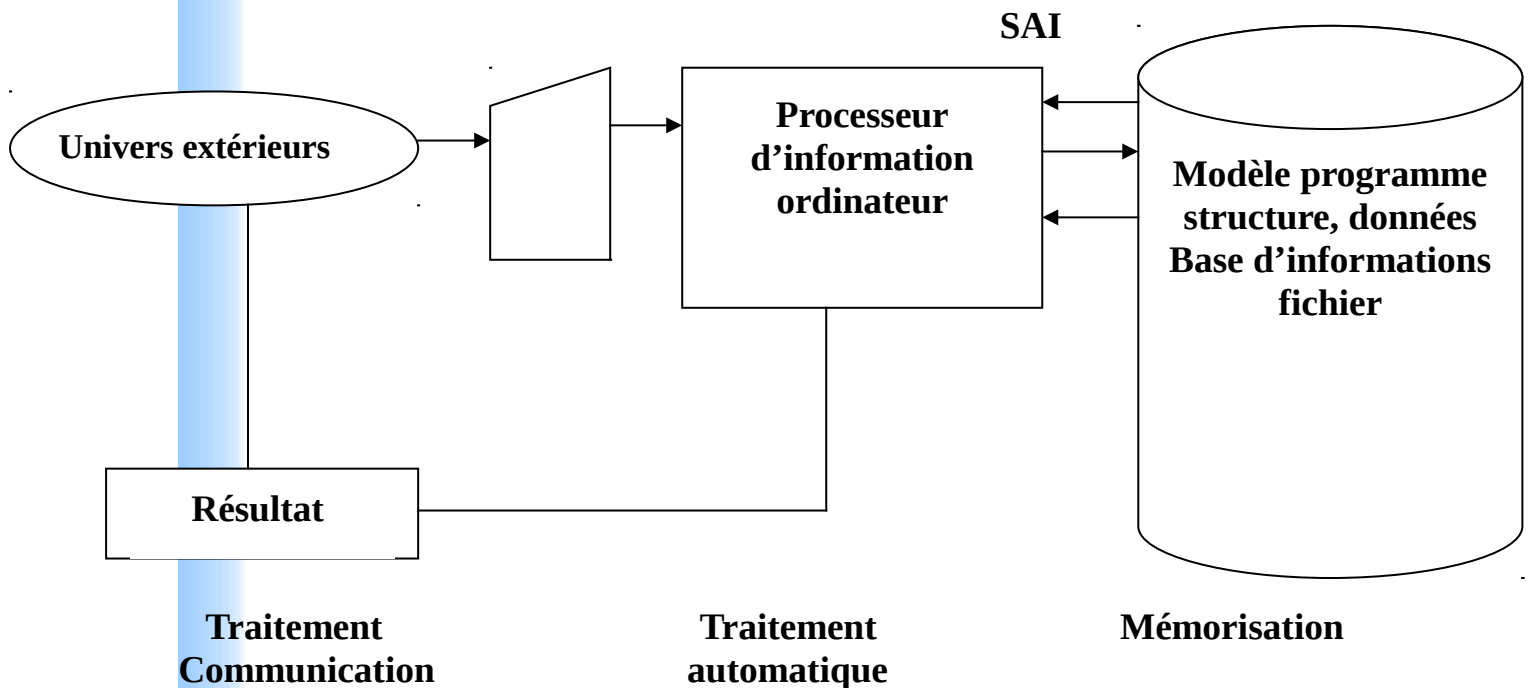 SAI
Univers extérieurs
Processeur
d’information
ordinateur
Modèle programme
structure, données
Base d’informations
fichier
Résultat
Traitement
Communication
Traitement
automatique
Mémorisation